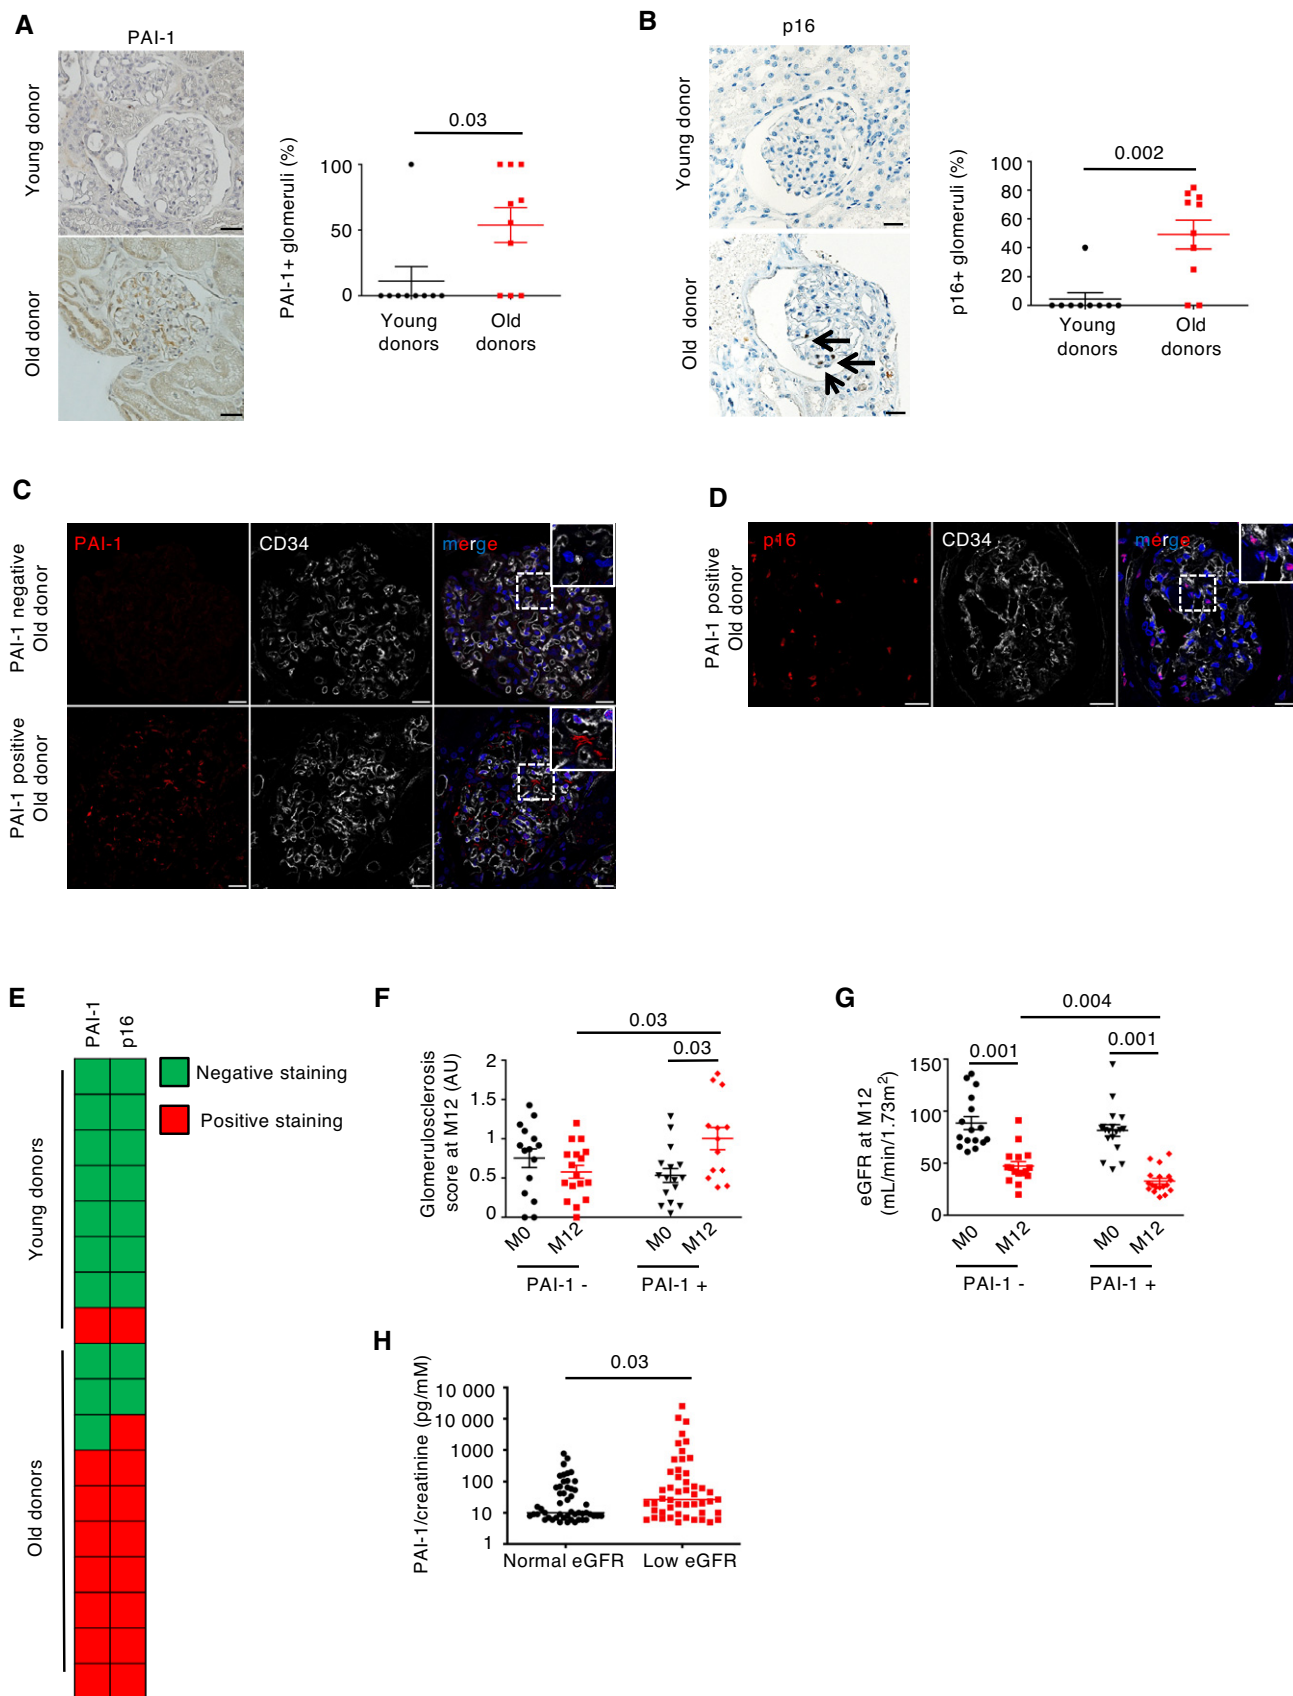 A
PAI-1
Young donor
Old donor
PAI-1+ glomeruli (%)
0.03
100
50
0
Young donors
Old donors
B
p16
Young donor
Old donor
p16+ glomeruli (%)
0.002
100
80
60
40
20
0
Young donors
Old donors
C
PAI-1 negative
Old donor
PAI-1 positive
Old donor
PAI-1
CD34
merge
D
PAI-1 positive
Old donor
p16
CD34
merge
E
PAI-1
p16
Negative staining
Positive staining
Young donors
Old donors
F
Glomerulosclerosis
score at M12 (AU)
0.03
0.03
2
1.5
1
0.5
0
M0
M12
M0
M12
PAI-1 -
PAI-1 +
G
eGFR at M12
(mL/min/1.73m²)
0.004
0.001
0.001
150
100
50
0
M0
M12
M0
M12
PAI-1 -
PAI-1 +
H
PAI-1/creatinine (pg/mM)
0.03
10 000
10 000
1000
100
10
1
Normal eGFR
Low eGFR